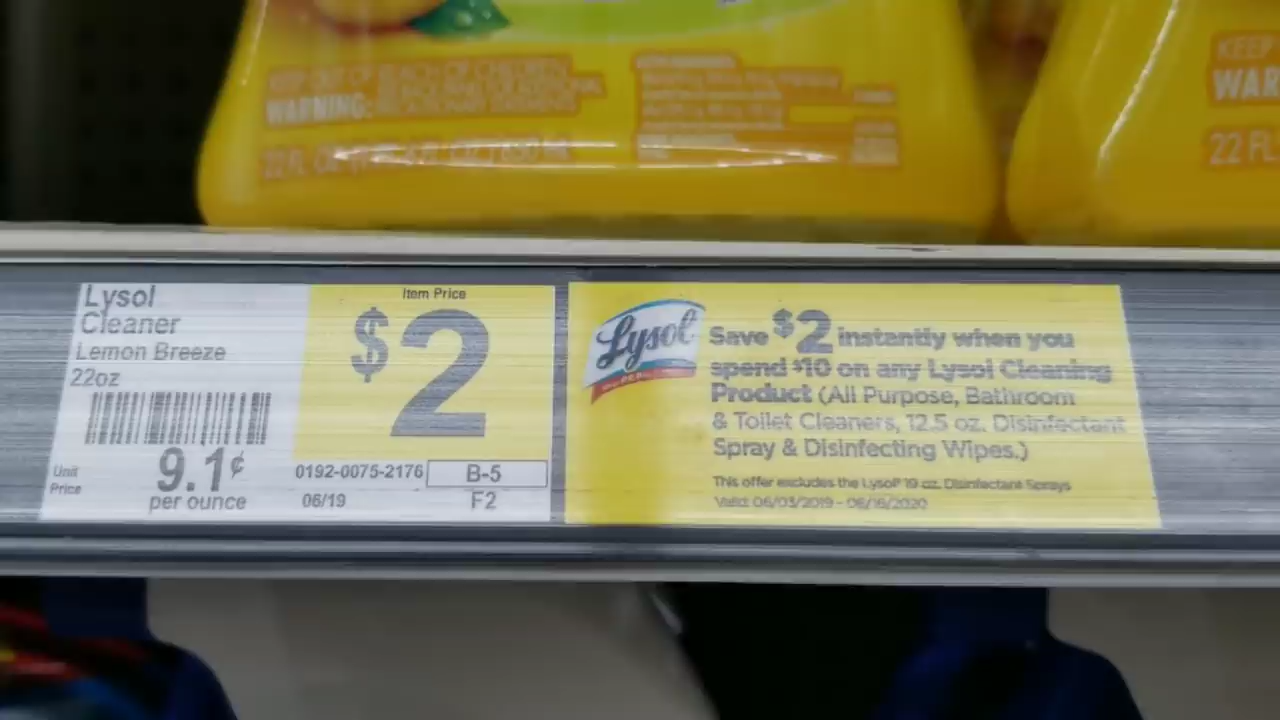 KEEP OUT OF REACH OF CHILDREN.
WARNING:
22 FL
KEEP
WAR
22 FL
Lysol
Cleaner
Lemon Breeze
22oz
Unit
Price
9.1¢
per ounce
Item Price
$2
0192-0075-2176
B-5
06/19
F2
Lysol
Save $2 instantly when you
spend $10 on any Lysol Cleaning
Product (All Purpose, Bathroom
& Toilet Cleaners, 12.5 oz. Disinfectant
Spray & Disinfecting Wipes.)
This offer excludes the Lysol® 19 oz. Disinfectant Sprays
Valid: 06/03/2019 - 06/16/2020